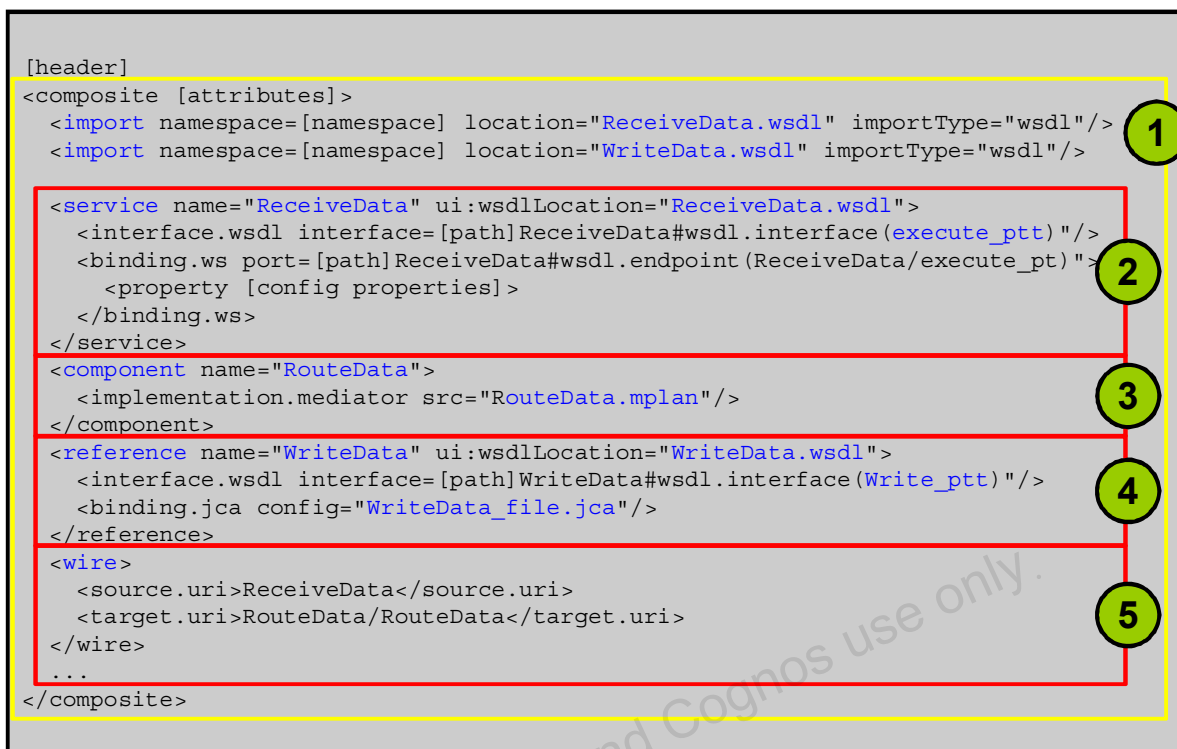 [header]
<composite [attributes]>
<import namespace=[namespace] location="ReceiveData.wsdl" importType="wsdl"/>
1
<import namespace=[namespace] location="WriteData.wsdl" importType="wsdl"/>
<service name="ReceiveData" ui:wsdlLocation="ReceiveData.wsdl">
<interface.wsdl interface=[path]ReceiveData#wsdl.interface(execute_ptt)"/>
<binding.ws port=[path]ReceiveData#wsdl.endpoint(ReceiveData/execute_pt)">
2
<property [config properties]>
</binding.ws>
</service>
<component name="RouteData">
<implementation.mediator src="RouteData.mplan"/>
3
</component>
<reference name="WriteData" ui:wsdlLocation="WriteData.wsdl">
<interface.wsdl interface=[path]WriteData#wsdl.interface(Write_ptt)"/>
<binding.jca config="WriteData_file.jca"/>
4
</reference>
<wire>
<source.uri>ReceiveData</source.uri>
<target.uri>RouteData/RouteData</target.uri>
5
</wire>
...
</composite>
nd Cognos use only.